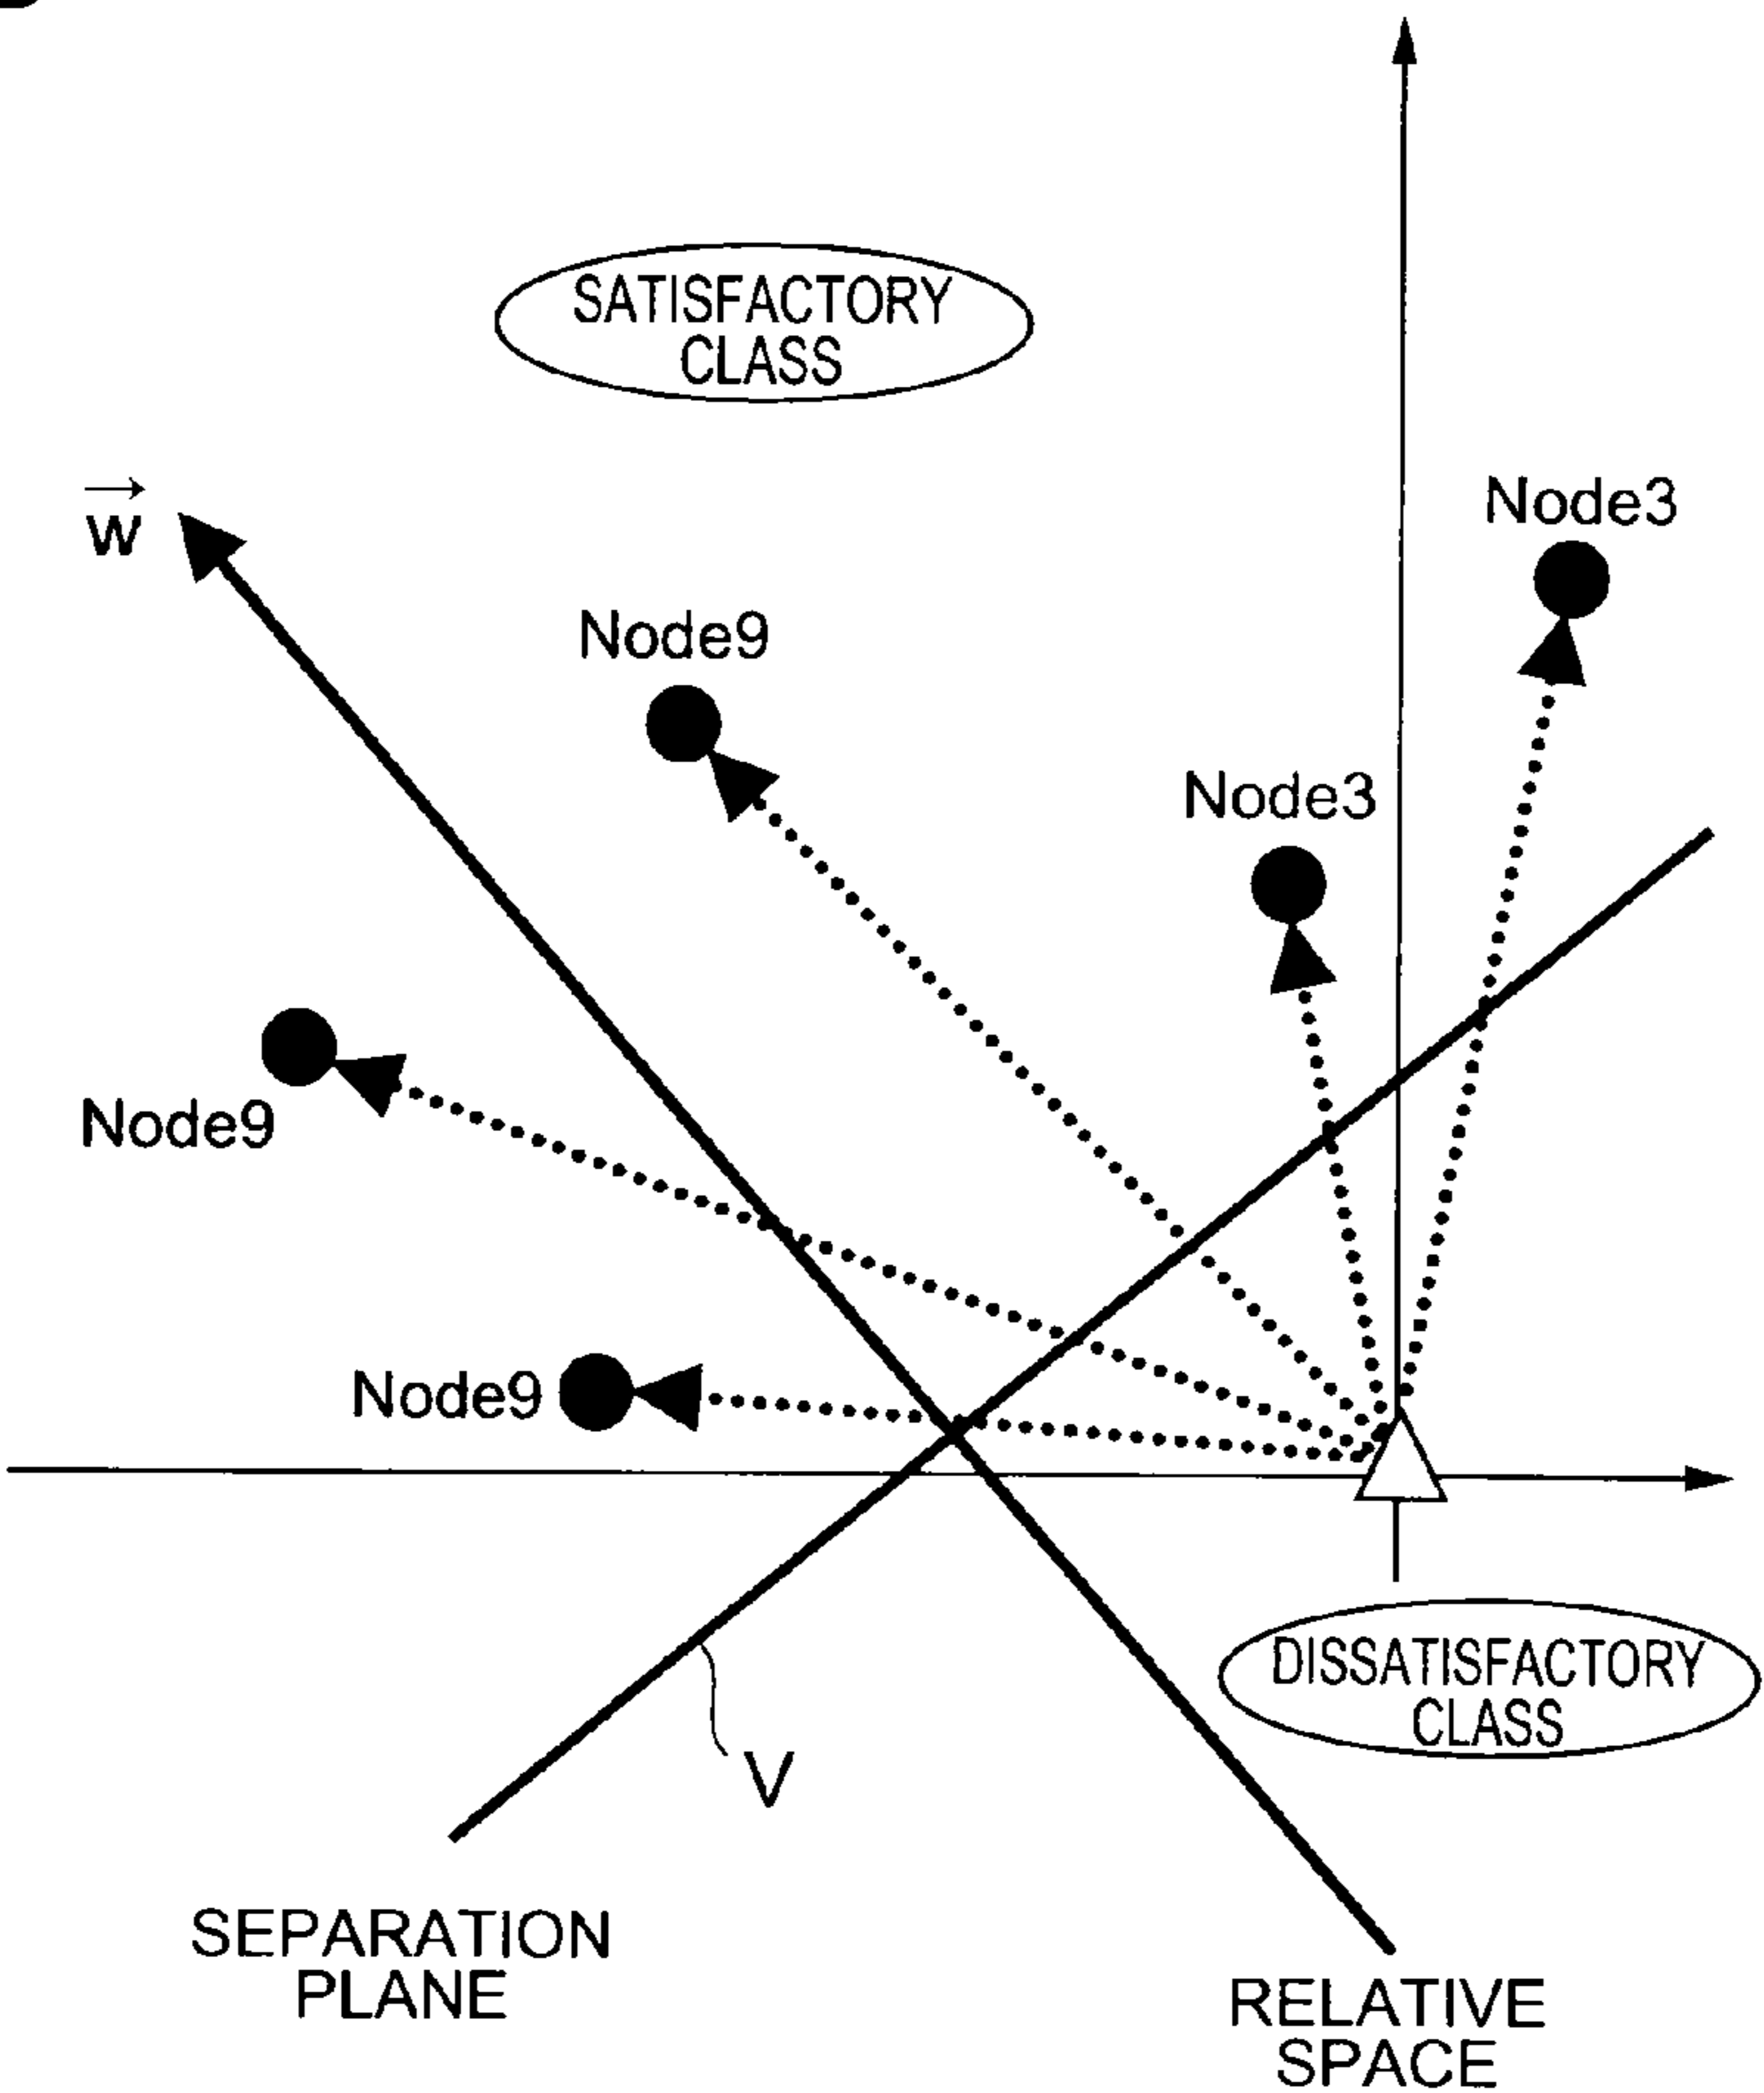 SATISFACTORY
CLASS
w
Node3
Node9
Node3
Node9
Node9
DISSATISFACTORY
CLASS
V
SEPARATION
PLANE
RELATIVE
SPACE